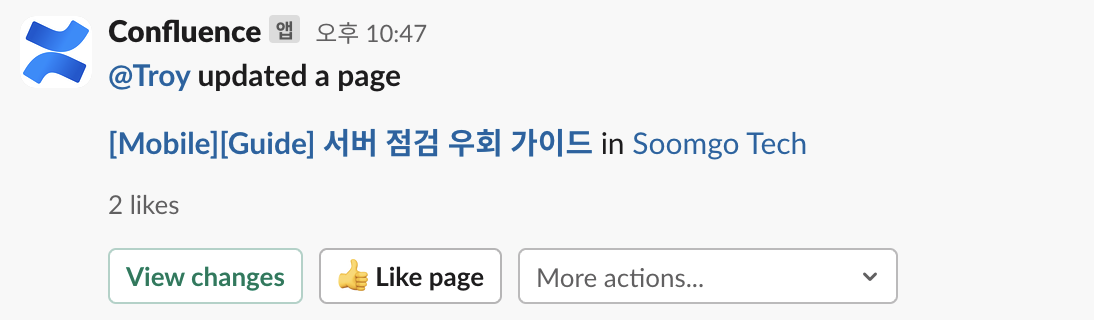 Confluence 앱 오후 10:47
@Troy updated a page
[Mobile][Guide] 서버 점검 우회 가이드 in Soomgo Tech
2 likes
View changes 👍 Like page More actions...